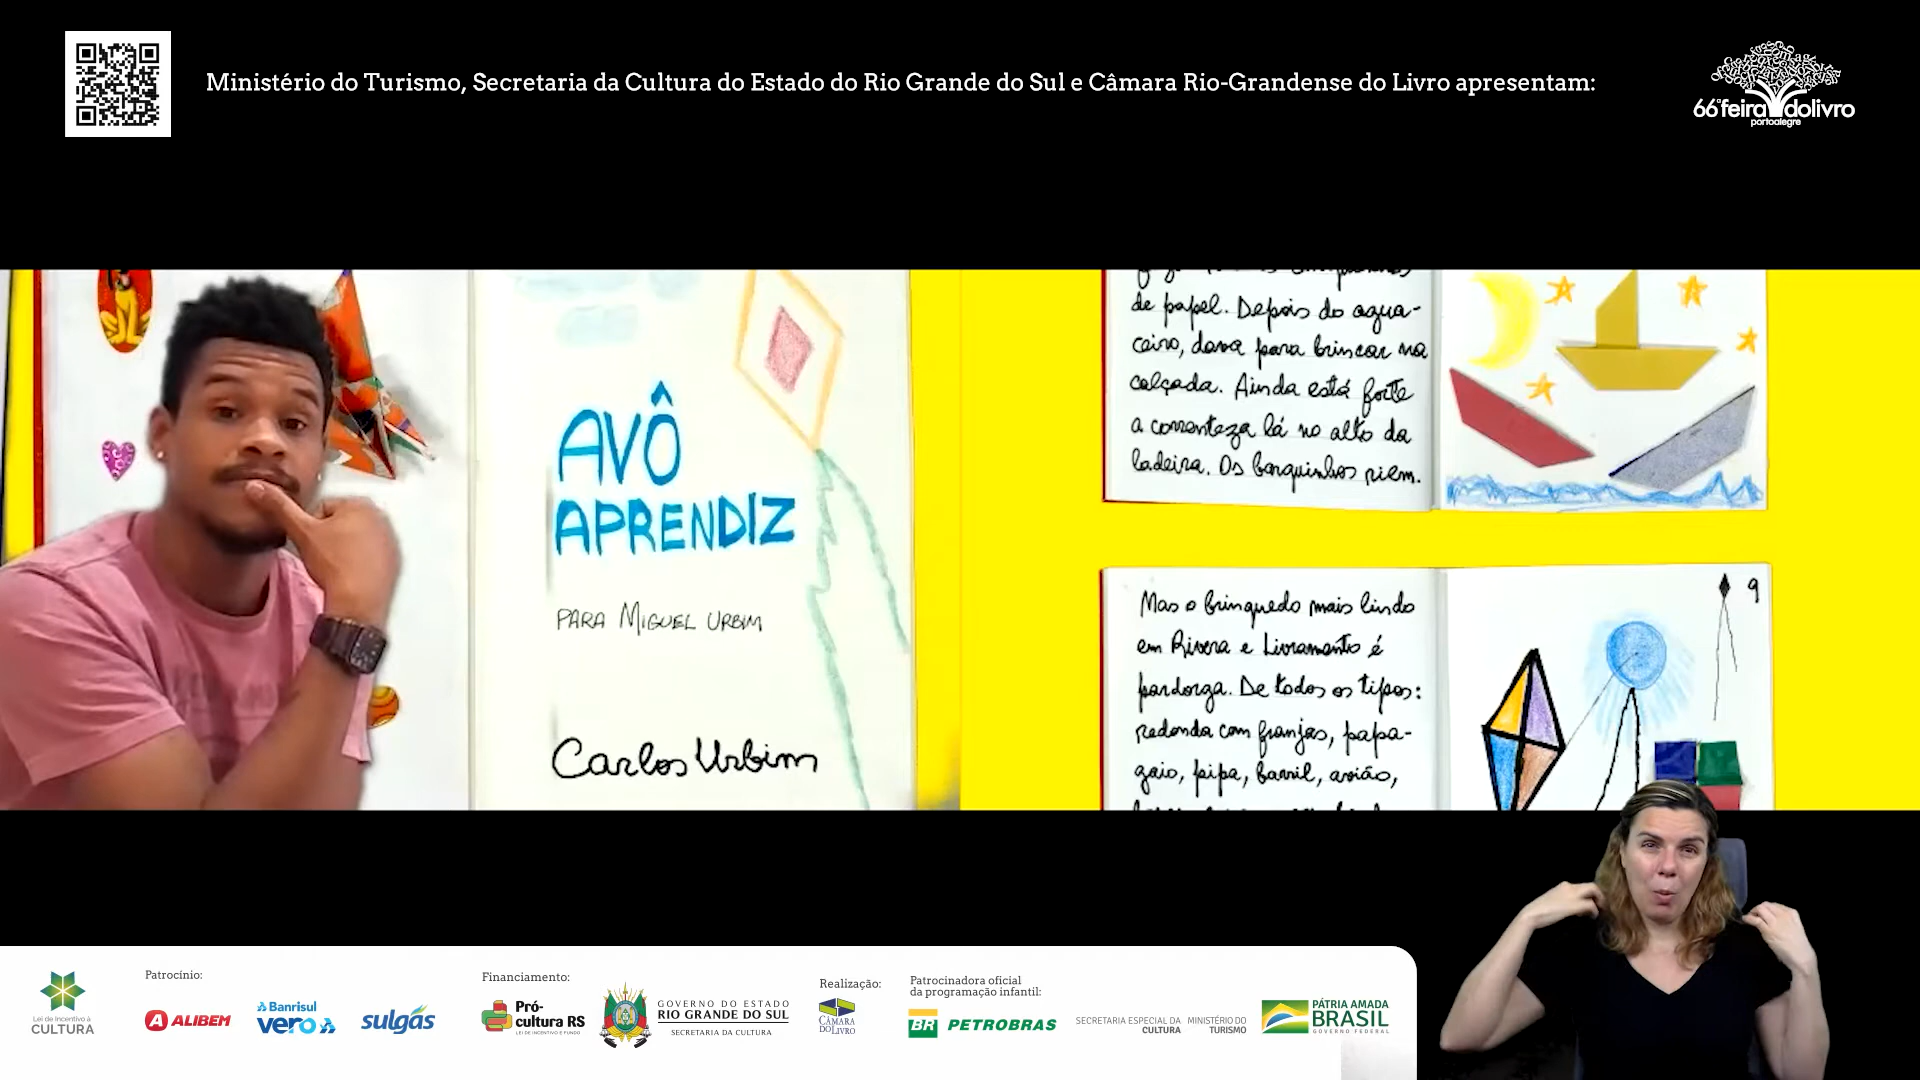 Ministério do Turismo, Secretaria da Cultura do Estado do Rio Grande do Sul e Câmara Rio-Grandense do Livro apresentam:
66ª feira dolivro
portoalegre
AVÔ
APRENDIZ
PARA MIGUEL URBIM
Carlos Urbim
de papel. Depois do agua-
ceiro, dava para brincar na
calçada. Ainda está forte
a correnteza lá no alto da
ladeira. Os barquinhos riem.
9
Mas o brinquedo mais lindo
em Rivera e Livramento é
pandorga. De todos os tipos:
redonda com franjas, papa-
gaio, pipa, barril, avião,
Lei de Incentivo à
CULTURA
Patrocínio:
ALIBEM
Banrisul
vero
sulgás
Financiamento:
Pró-
cultura RS
LEI DE INCENTIVO E FUNDO
GOVERNO DO ESTADO
RIO GRANDE DO SUL
SECRETARIA DA CULTURA
Realização:
CÂMARA
DO LIVRO
Patrocinadora oficial
da programação infantil:
BR PETROBRAS
SECRETARIA ESPECIAL DA
CULTURA
MINISTÉRIO DO
TURISMO
PÁTRIA AMADA
BRASIL
GOVERNO FEDERAL